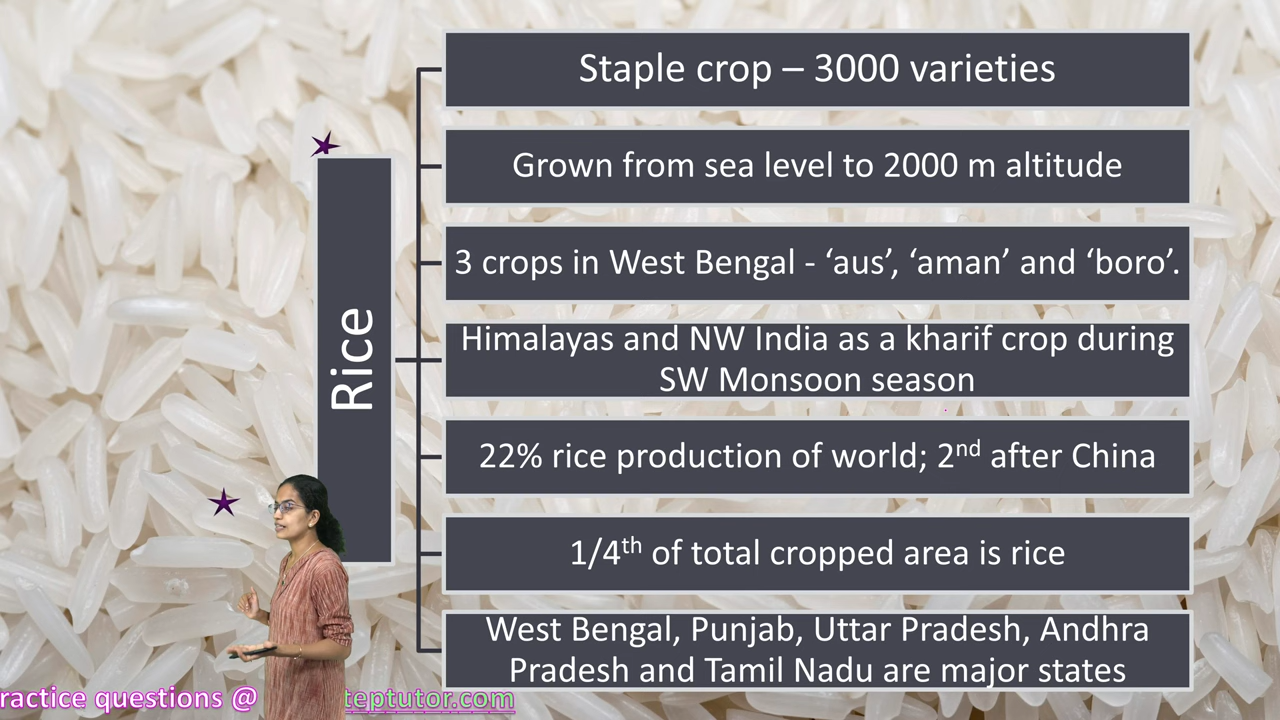 Rice
Staple crop – 3000 varieties
Grown from sea level to 2000 m altitude
3 crops in West Bengal - ‘aus’, ‘aman’ and ‘boro’.
Himalayas and NW India as a kharif crop during
SW Monsoon season
22% rice production of world; 2nd after China
1/4th of total cropped area is rice
West Bengal, Punjab, Uttar Pradesh, Andhra
Pradesh and Tamil Nadu are major states
questions @